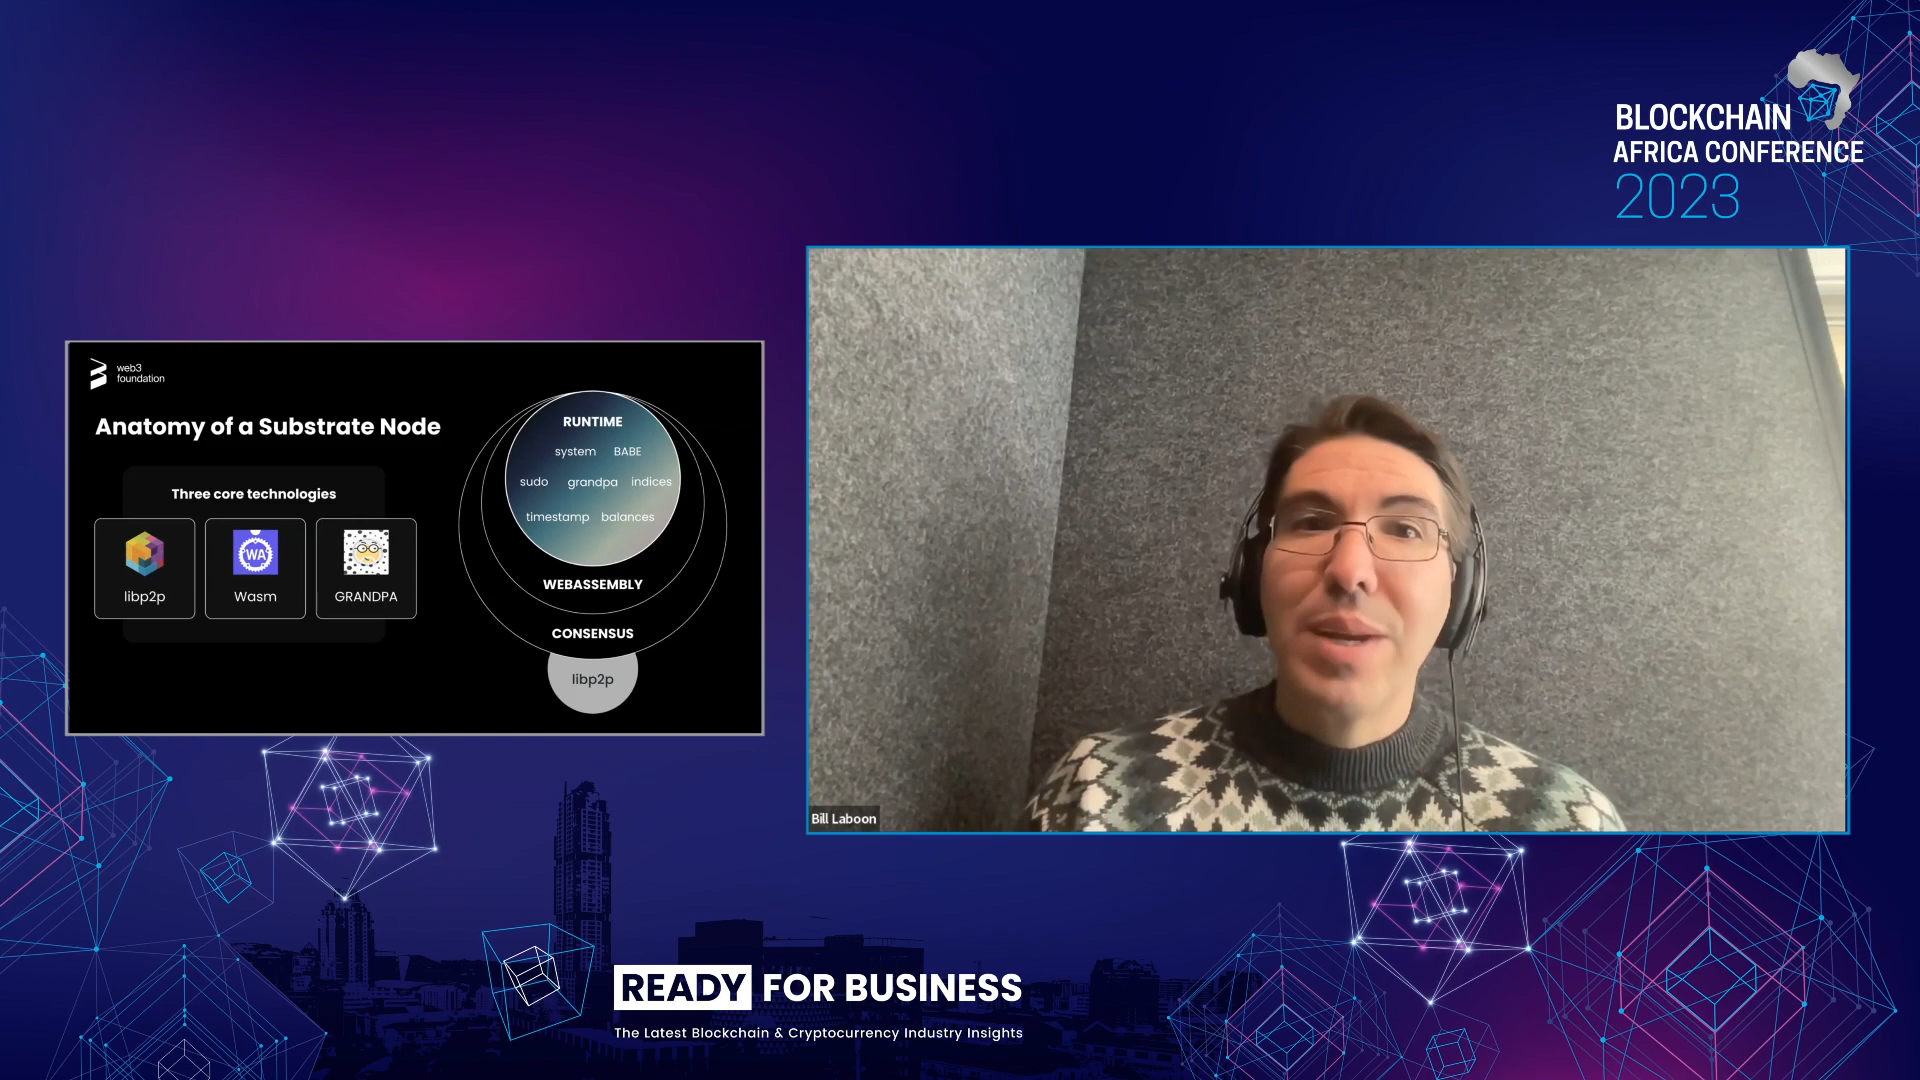 BLOCKCHAIN
AFRICA CONFERENCE
2023
web3
foundation
Anatomy of a Substrate Node
Three core technologies
WA
libp2p
Wasm
GRANDPA
RUNTIME
system BABE
sudo grandpa indices
timestamp balances
WEBASSEMBLY
CONSENSUS
libp2p
Bill Laboon
READY FOR BUSINESS
The Latest Blockchain & Cryptocurrency Industry Insights